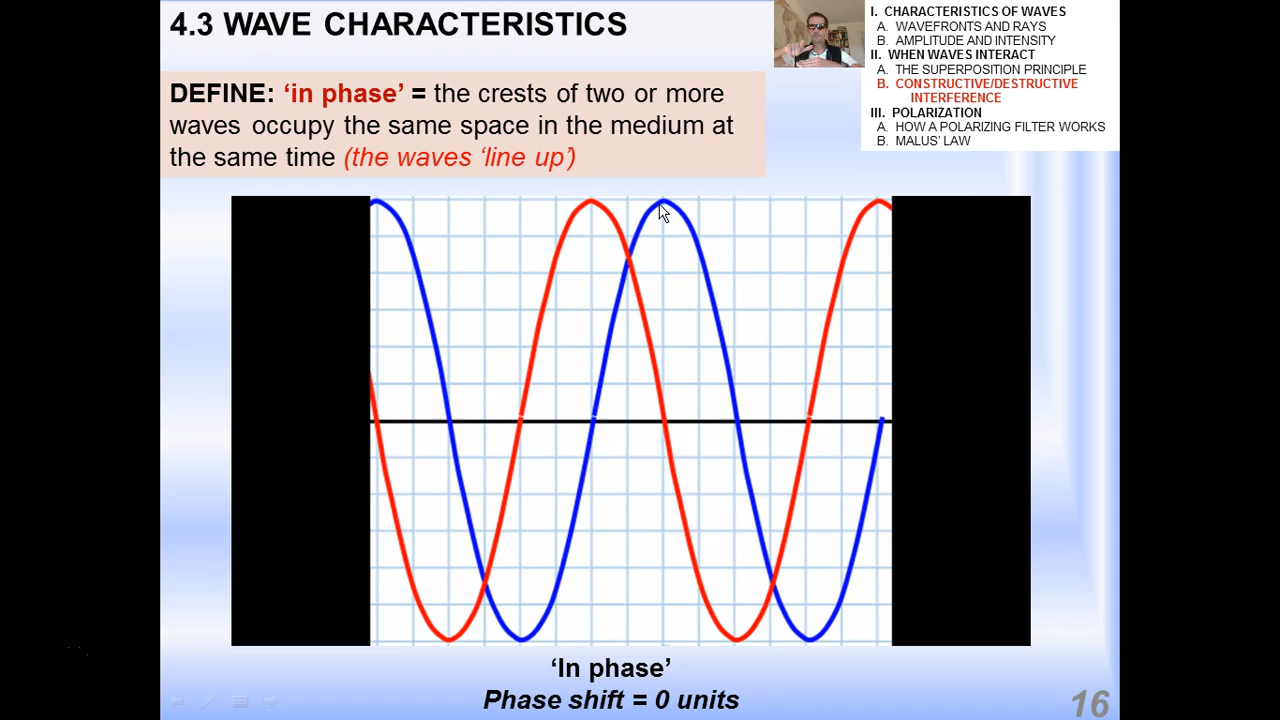 4.3 WAVE CHARACTERISTICS
I. CHARACTERISTICS OF WAVES
A. WAVEFRONTS AND RAYS
B. AMPLITUDE AND INTENSITY
II. WHEN WAVES INTERACT
A. THE SUPERPOSITION PRINCIPLE
B. CONSTRUCTIVE/DESTRUCTIVE
INTERFERENCE
III. POLARIZATION
A. HOW A POLARIZING FILTER WORKS
B. MALUS’ LAW
DEFINE: ‘in phase’ = the crests of two or more
waves occupy the same space in the medium at
the same time (the waves ‘line up’)
‘In phase’
Phase shift = 0 units
16